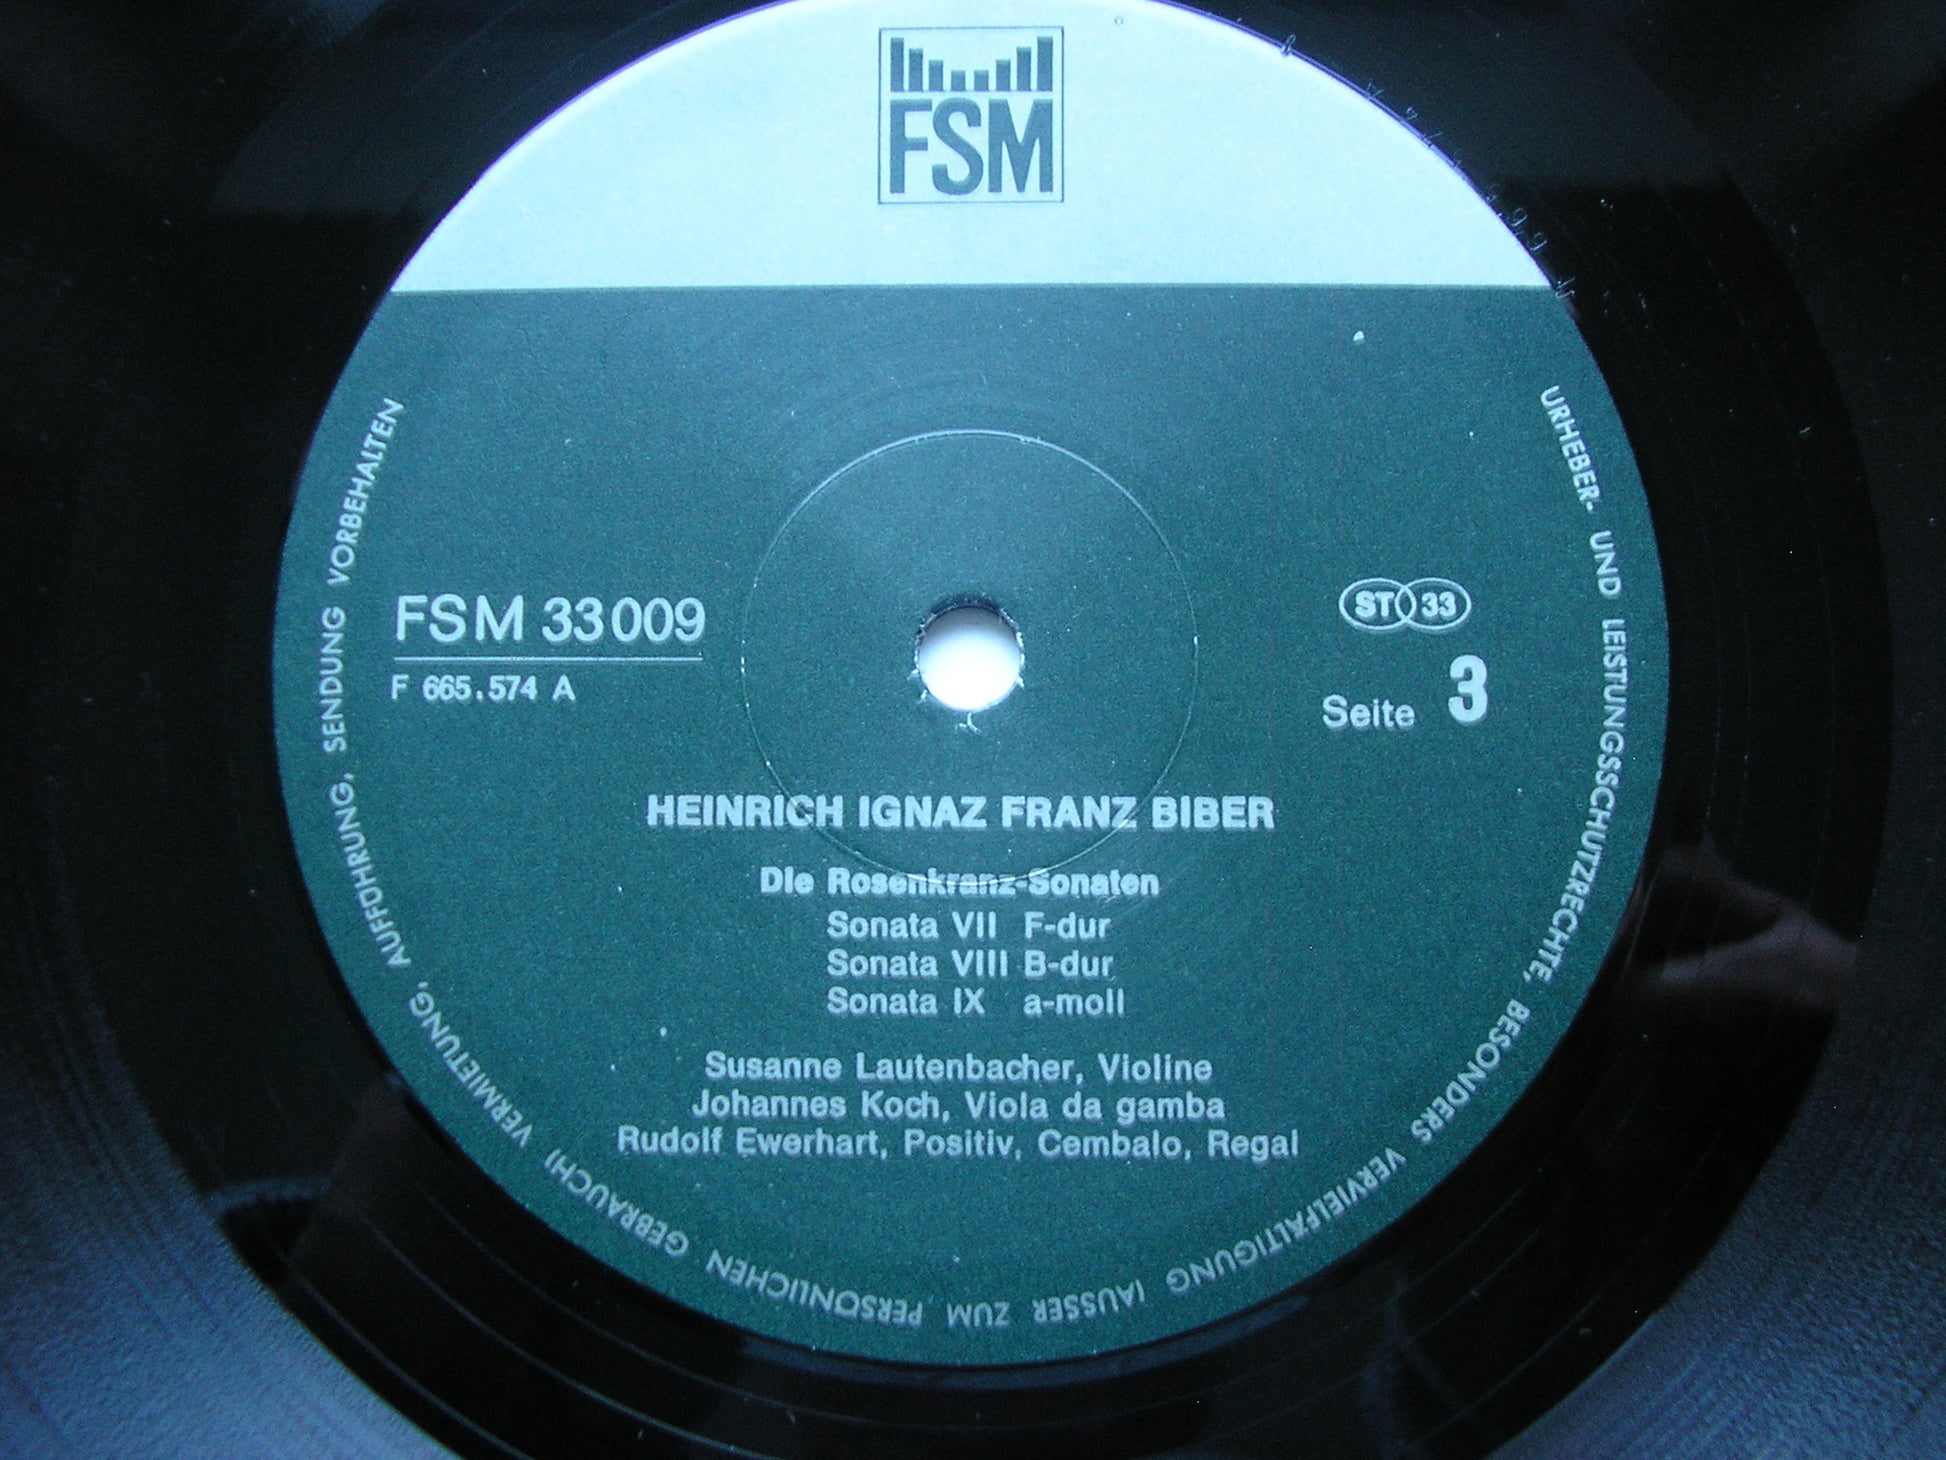 FSM
FSM 33009
F 665.574 A
ST 33
Seite 3
HEINRICH IGNAZ FRANZ BIBER
Die Rosenkranz-Sonaten
Sonata VII F-dur
Sonata VIII B-dur
Sonata IX a-moll
Susanne Lautenbacher, Violine
Johannes Koch, Viola da gamba
Rudolf Ewerhart, Positiv, Cembalo, Regal
URHEBER- UND LEISTUNGSSCHUTZRECHTE, BESONDERS VERVIELFÄLTIGUNG (AUSSER ZUM PERSÖNLICHEN GEBRAUCH) VERMIETUNG, AUFFÜHRUNG, SENDUNG VORBEHALTEN